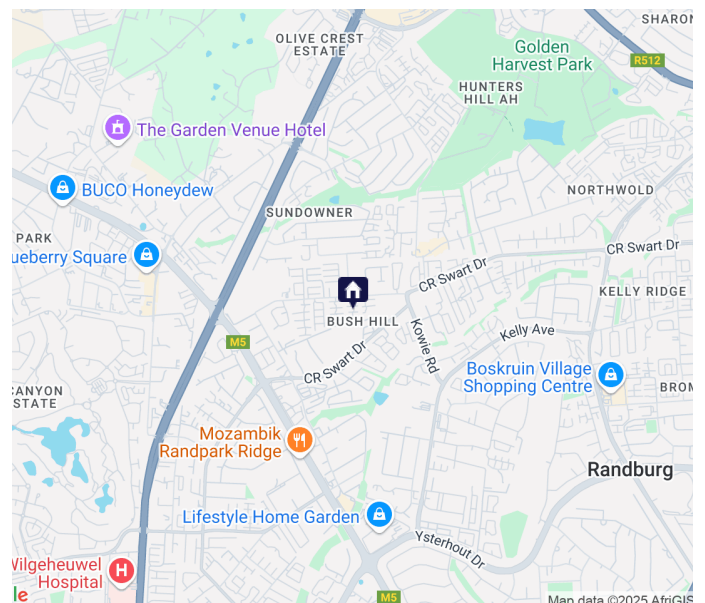 SHARON
OLIVE CREST
ESTATE
Golden
Harvest Park
R512
HUNTERS
HILL AH
The Garden Venue Hotel
BUCO Honeydew
NORTHWOLD
SUNDOWNER
PARK
ueberry Square
CR Swart Dr
CR Swart Dr
KELLY RIDGE
BUSH HILL
Kowie Rd
Kelly Ave
M5
CR Swart Dr
Boskruin Village
Shopping Centre
CANYON
STATE
BROM
Mozambik
Randpark Ridge
Randburg
Lifestyle Home Garden
Ysterhout Dr
Wilgeheuwel
Hospital
H
le
M5
Map data ©2025 AfriGIS